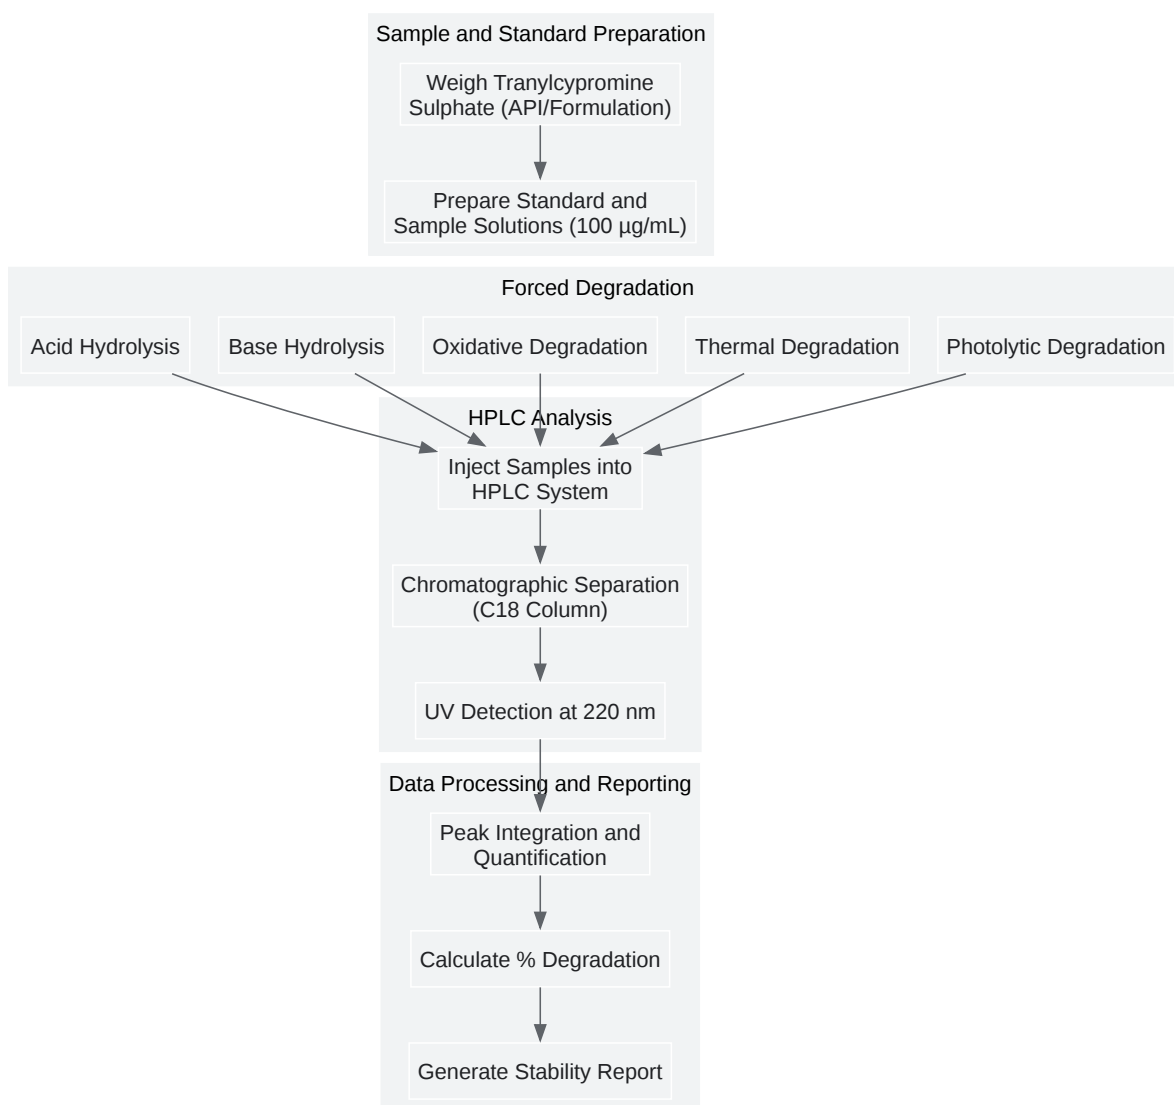 Sample and Standard Preparation
Weigh Tranylcypromine
Sulphate (API/Formulation)
Prepare Standard and
Sample Solutions (100 µg/mL)
Forced Degradation
Acid Hydrolysis
Base Hydrolysis
Oxidative Degradation
Thermal Degradation
Photolytic Degradation
HPLC Analysis
Inject Samples into
HPLC System
Chromatographic Separation
(C18 Column)
UV Detection at 220 nm
Data Processing and Reporting
Peak Integration and
Quantification
Calculate % Degradation
Generate Stability Report